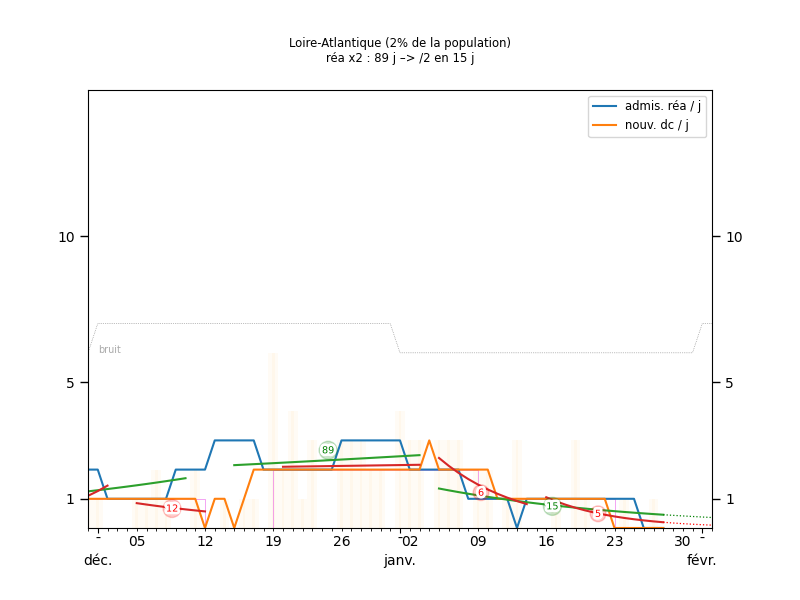 Loire-Atlantique (2% de la population)
réa x2 : 89 j –> /2 en 15 j
admis. réa / j
nouv. dc / j
10 10
bruit
5 5
89
12 6 15 5
1 1
- 05 12 19 26 -02 09 16 23 30 -
déc. janv. févr.